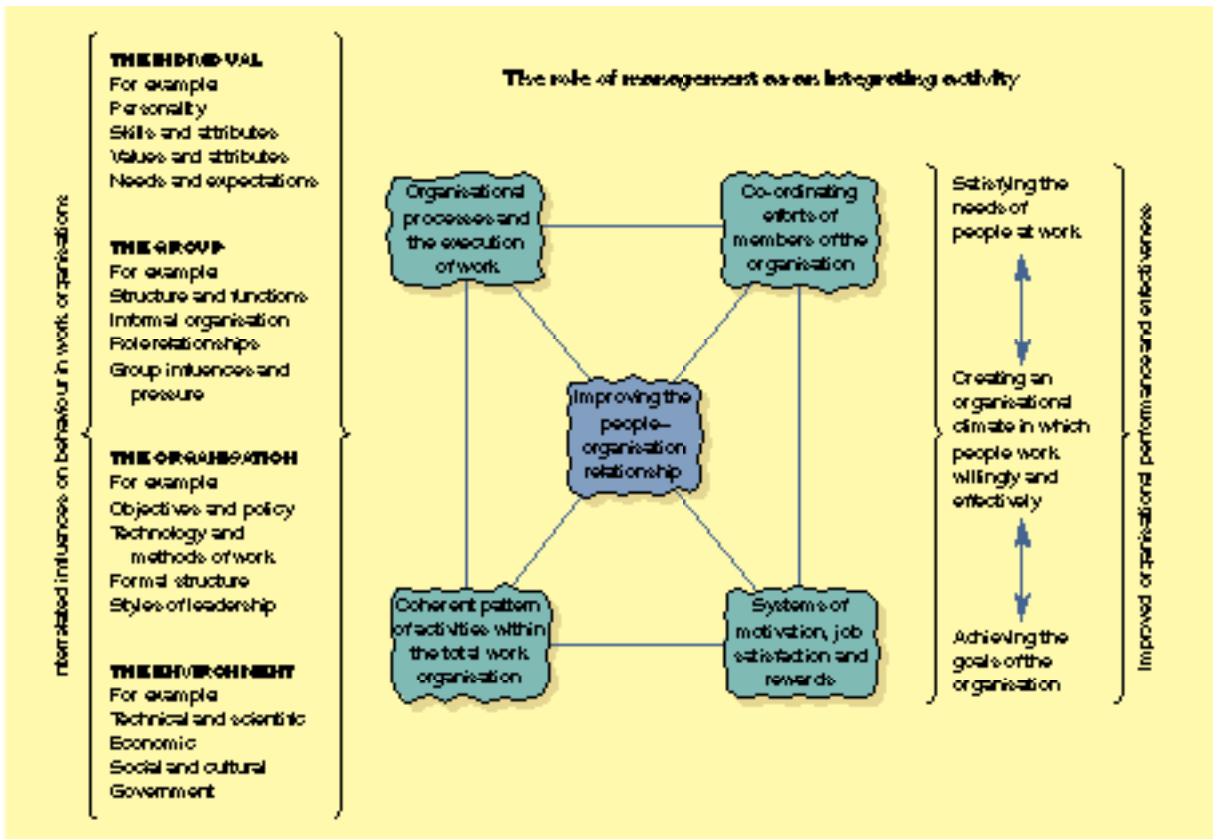 The role of management as an integrating activity
Interrelated influences on behaviour in work organisations
THE INDIVIDUAL
For example
Personality
Skills and attributes
Values and attributes
Needs and expectations
THE GROUP
For example
Structure and functions
Informal organisation
Role relationships
Group influences and
pressure
THE ORGANISATION
For example
Objectives and policy
Technology and
methods of work
Formal structure
Styles of leadership
THE ENVIRONMENT
For example
Technical and scientific
Economic
Social and cultural
Government
Organisational
processes and
the execution
of work
Co-ordinating
efforts of
members of the
organisation
Improving the
people–
organisation
relationship
Coherent pattern
of activities within
the total work
organisation
Systems of
motivation, job
satisfaction and
rewards
Satisfying the
needs of
people at work
Creating an
organisational
climate in which
people work
willingly and
effectively
Achieving the
goals of the
organisation
Improved organisational performance and effectiveness